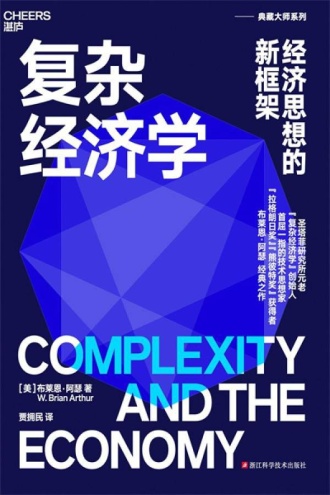 CHEERS
湛庐
—— 典藏大师系列
复杂
经济学
经济思想的
新框架
圣塔菲研究所元老
『复杂经济学』创始人
首屈一指的技术思想家
『拉格朗日奖』『熊彼特奖』获得者
布莱恩·阿瑟 经典之作
COMPLEXITY
AND THE
ECONOMY
[美]布莱恩·阿瑟 著
W. Brian Arthur
贾拥民 译
浙江科学技术出版社